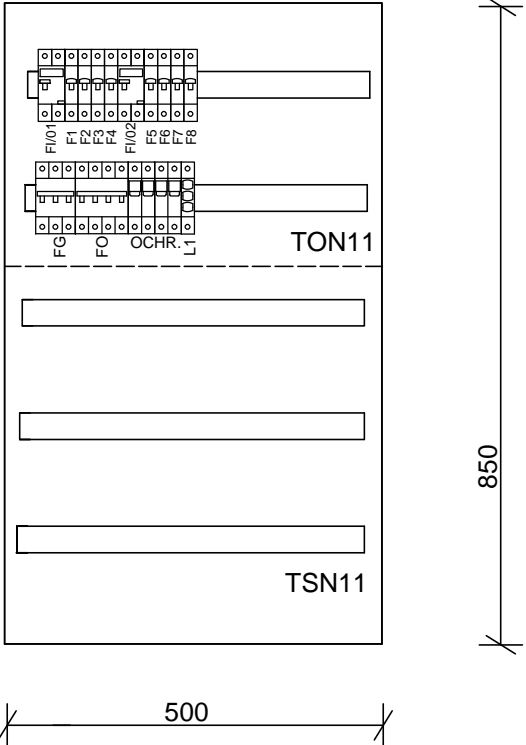 FI/01 F1 F2 F3 F4 FI/02 F5 F6 F7 F8
FG FO OCHR. L1
TON11
TSN11
850
500